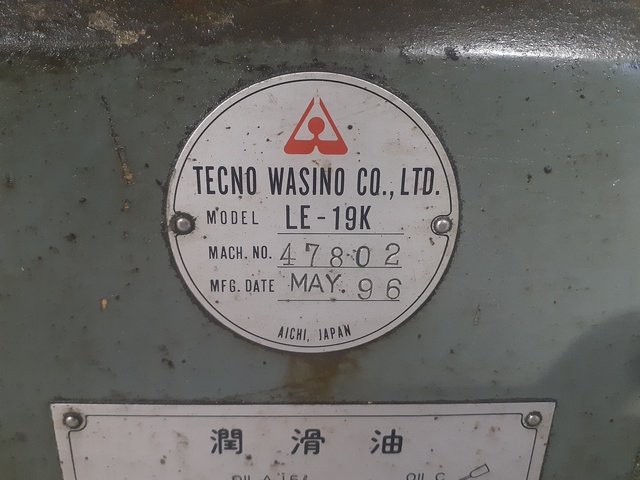 TECNO WASINO CO., LTD.
MODEL LE-19K
MACH. NO. 47802
MFG. DATE MAY. 96
AICHI, JAPAN
潤滑油